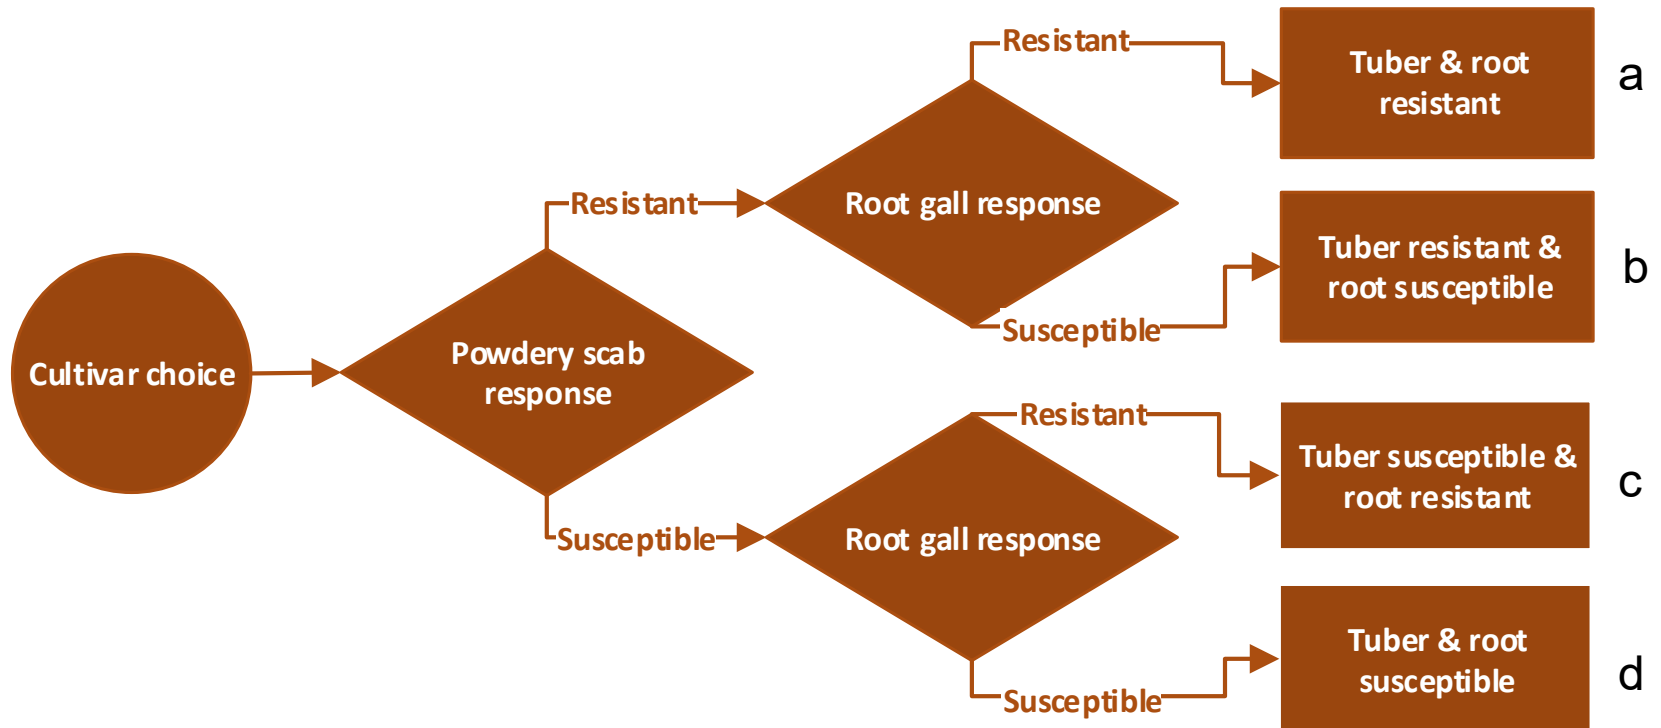 Cultivar choice
Powdery scab
response
Resistant
Susceptible
Root gall response
Resistant
Susceptible
Tuber & root
resistant
a
Tuber resistant &
root susceptible
b
Root gall response
Resistant
Susceptible
Tuber susceptible &
root resistant
c
Tuber & root
susceptible
d